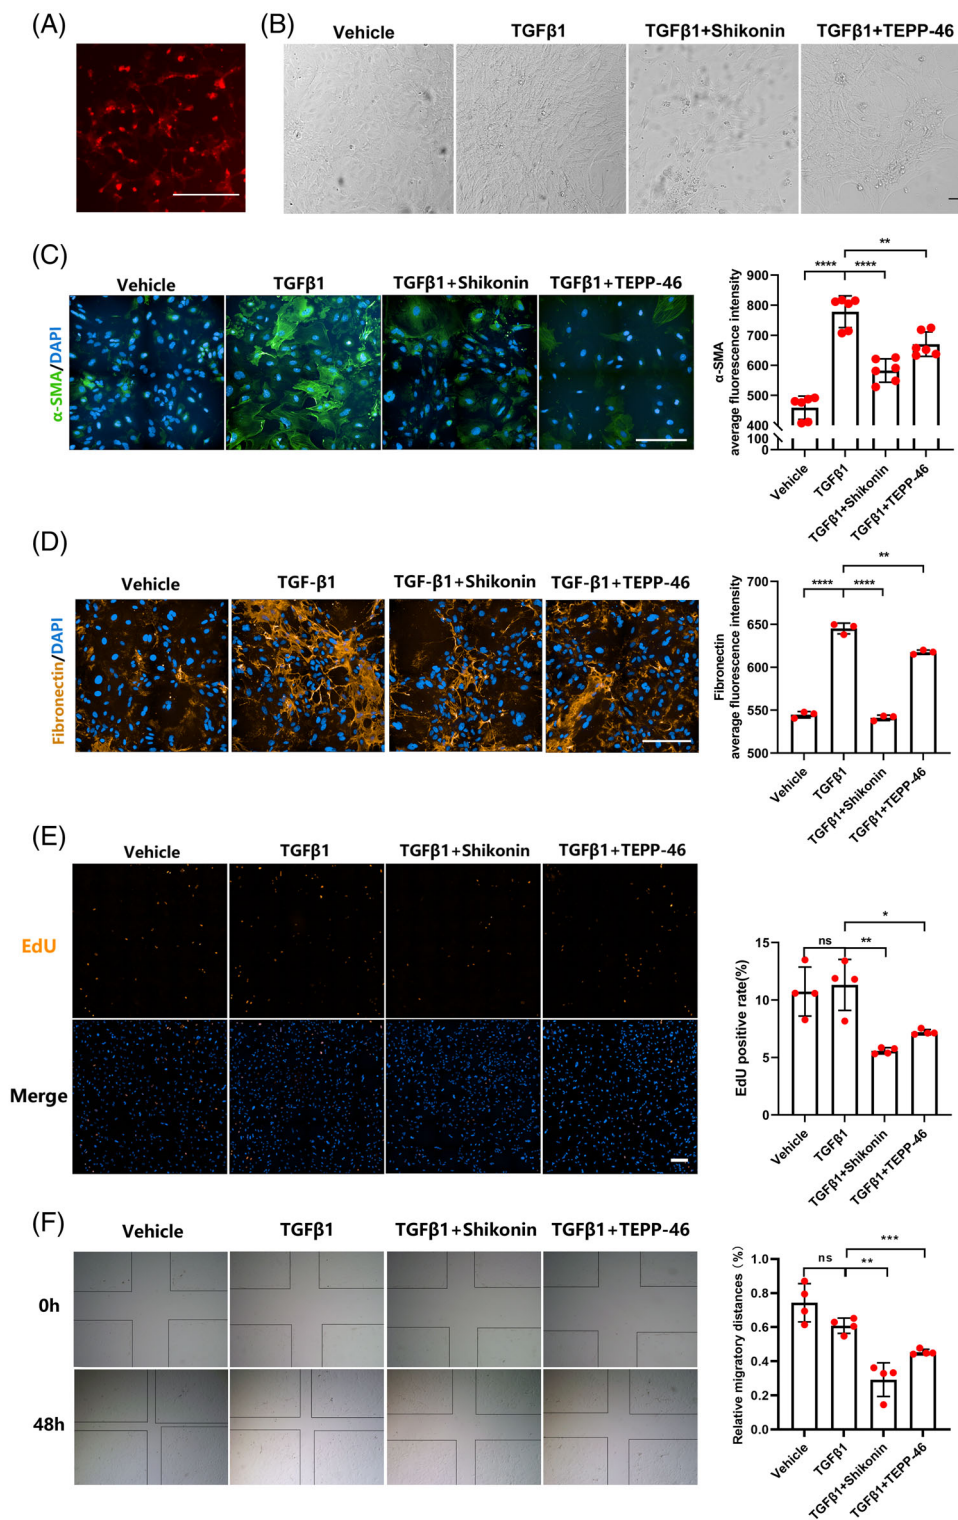 (A)
(B)
Vehicle
TGFβ1
TGFβ1+Shikonin
TGFβ1+TEPP-46
(C)
Vehicle
TGFβ1
TGFβ1+Shikonin
TGFβ1+TEPP-46
α-SMA/DAPI
α-SMA
average fluorescence intensity
900
800
700
600
500
400
100
0
****
****
**
Vehicle
TGFβ1
TGFβ1+Shikonin
TGFβ1+TEPP-46
(D)
Vehicle
TGF-β1
TGF-β1+Shikonin
TGF-β1+TEPP-46
Fibronectin/DAPI
Fibronectin
average fluorescence intensity
700
650
600
550
500
****
****
**
Vehicle
TGFβ1
TGFβ1+Shikonin
TGFβ1+TEPP-46
(E)
Vehicle
TGFβ1
TGFβ1+Shikonin
TGFβ1+TEPP-46
EdU
Merge
EdU positive rate(%)
15
10
5
0
ns
**
*
Vehicle
TGFβ1
TGFβ1+Shikonin
TGFβ1+TEPP-46
(F)
Vehicle
TGFβ1
TGFβ1+Shikonin
TGFβ1+TEPP-46
0h
48h
Relative migratory distances (%)
1.0
0.8
0.6
0.4
0.2
0.0
ns
**
***
Vehicle
TGFβ1
TGFβ1+Shikonin
TGFβ1+TEPP-46